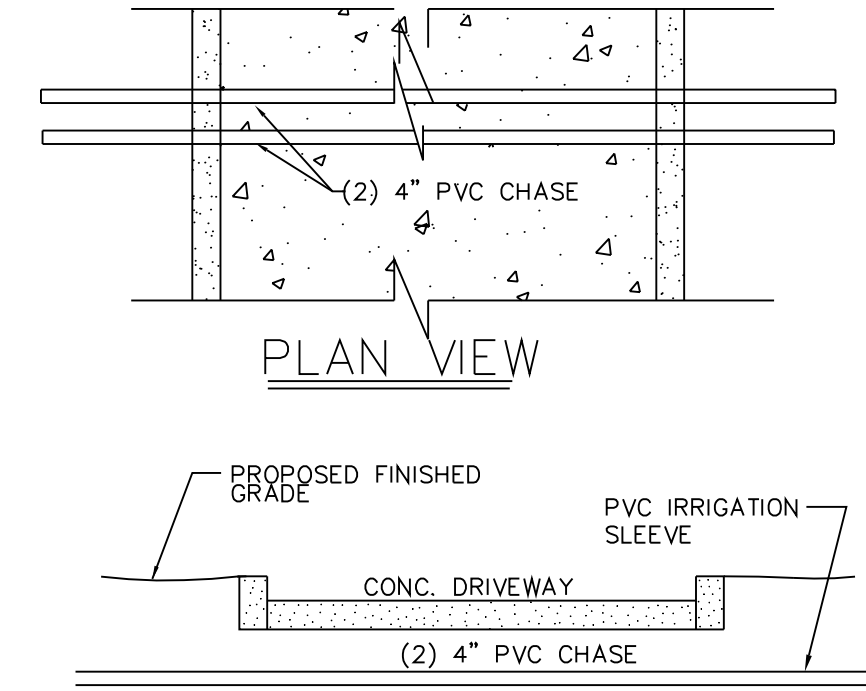 (2) 4" PVC CHASE
PLAN VIEW
PROPOSED FINISHED
GRADE
PVC IRRIGATION
SLEEVE
CONC. DRIVEWAY
(2) 4" PVC CHASE